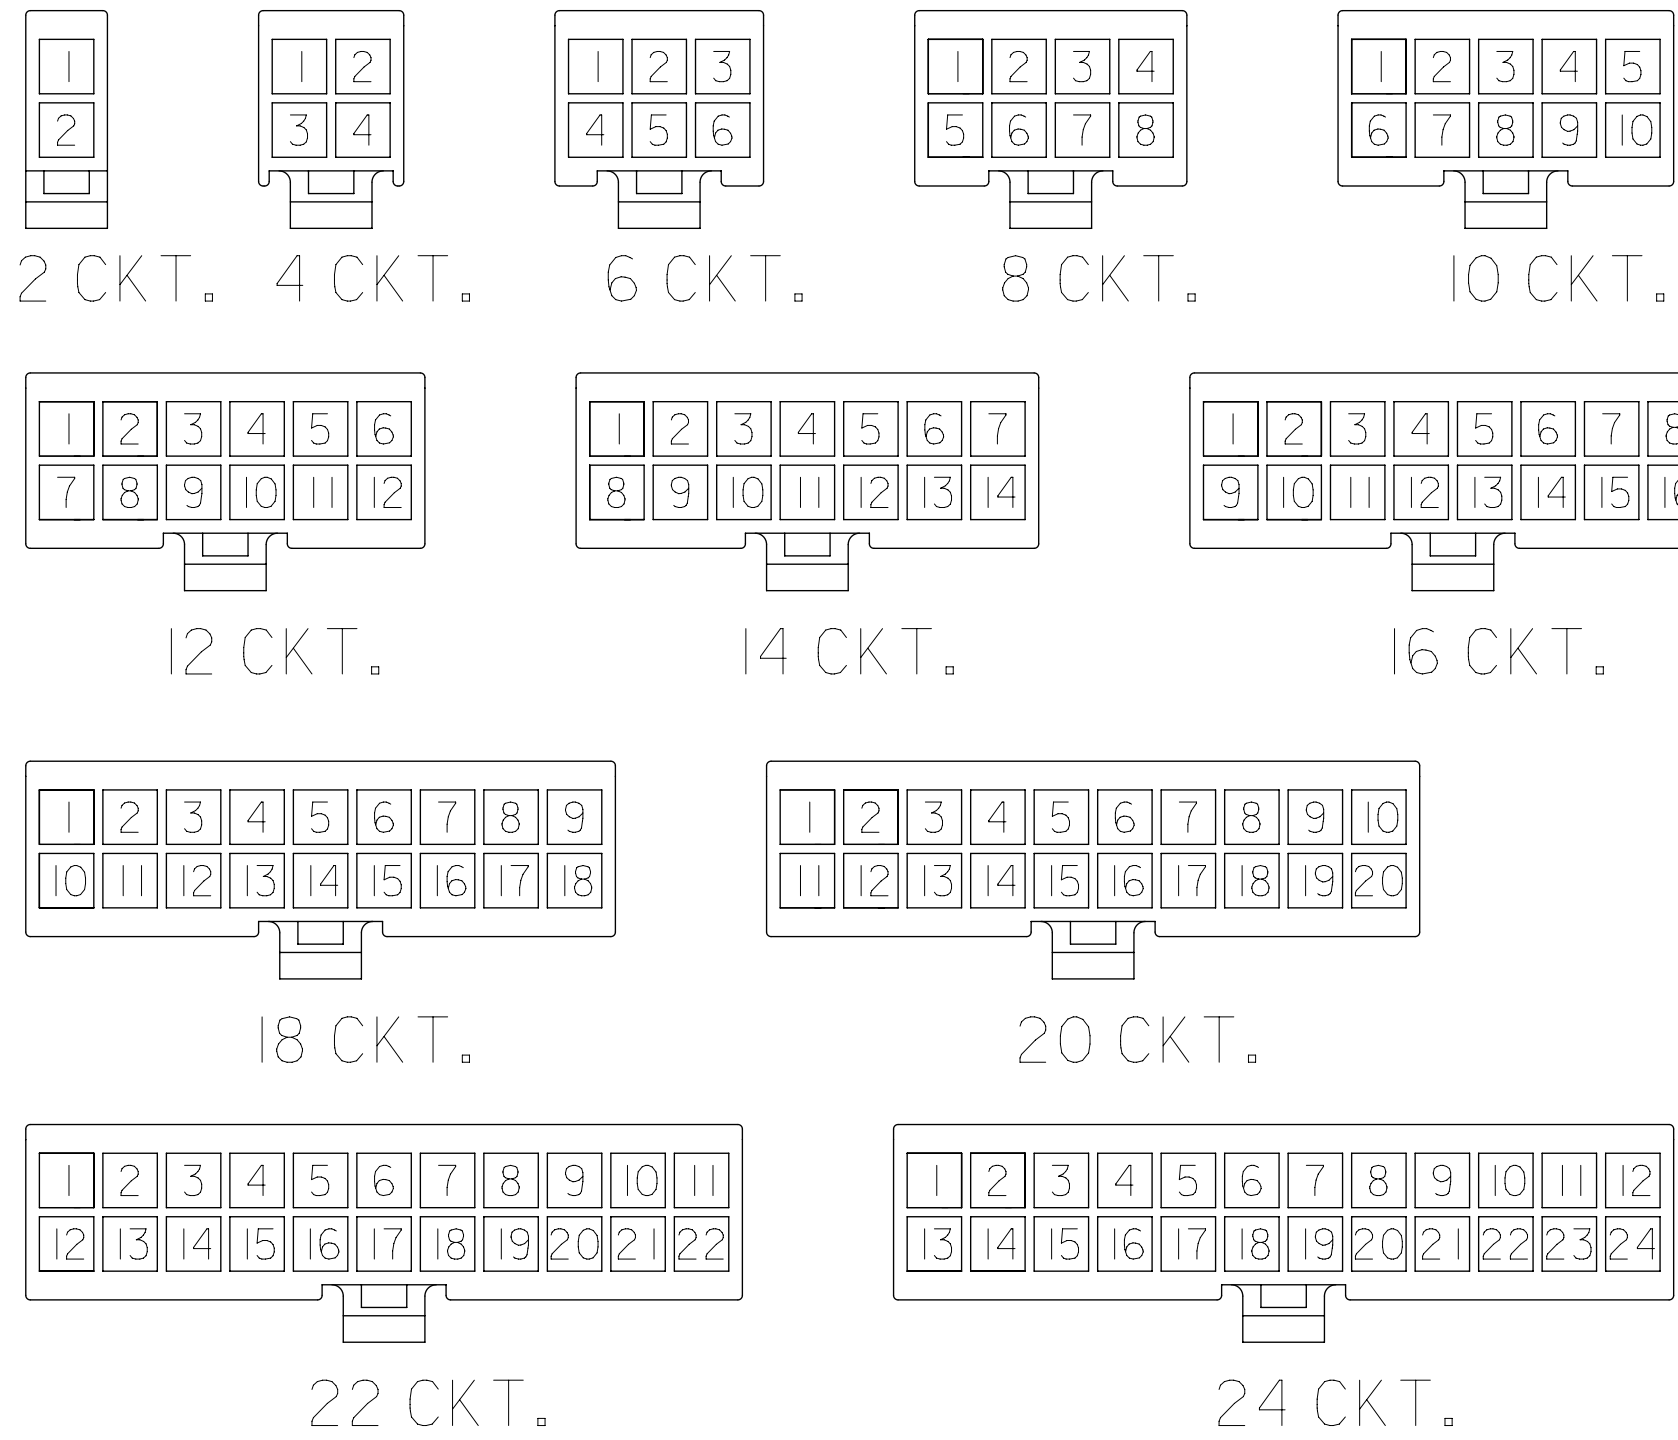 1 1 2 1 2 3 1 2 3 4 1 2 3 4 5
2 3 4 4 5 6 5 6 7 8 6 7 8 9 10
2 CKT. 4 CKT. 6 CKT. 8 CKT. 10 CKT.
1 2 3 4 5 6 1 2 3 4 5 6 7 1 2 3 4 5 6 7 8
7 8 9 10 11 12 8 9 10 11 12 13 14 9 10 11 12 13 14 15 16
12 CKT. 14 CKT. 16 CKT.
1 2 3 4 5 6 7 8 9 1 2 3 4 5 6 7 8 9 10
10 11 12 13 14 15 16 17 18 11 12 13 14 15 16 17 18 19 20
18 CKT. 20 CKT.
1 2 3 4 5 6 7 8 9 10 11 1 2 3 4 5 6 7 8 9 10 11 12
12 13 14 15 16 17 18 19 20 21 22 13 14 15 16 17 18 19 20 21 22 23 24
22 CKT. 24 CKT.